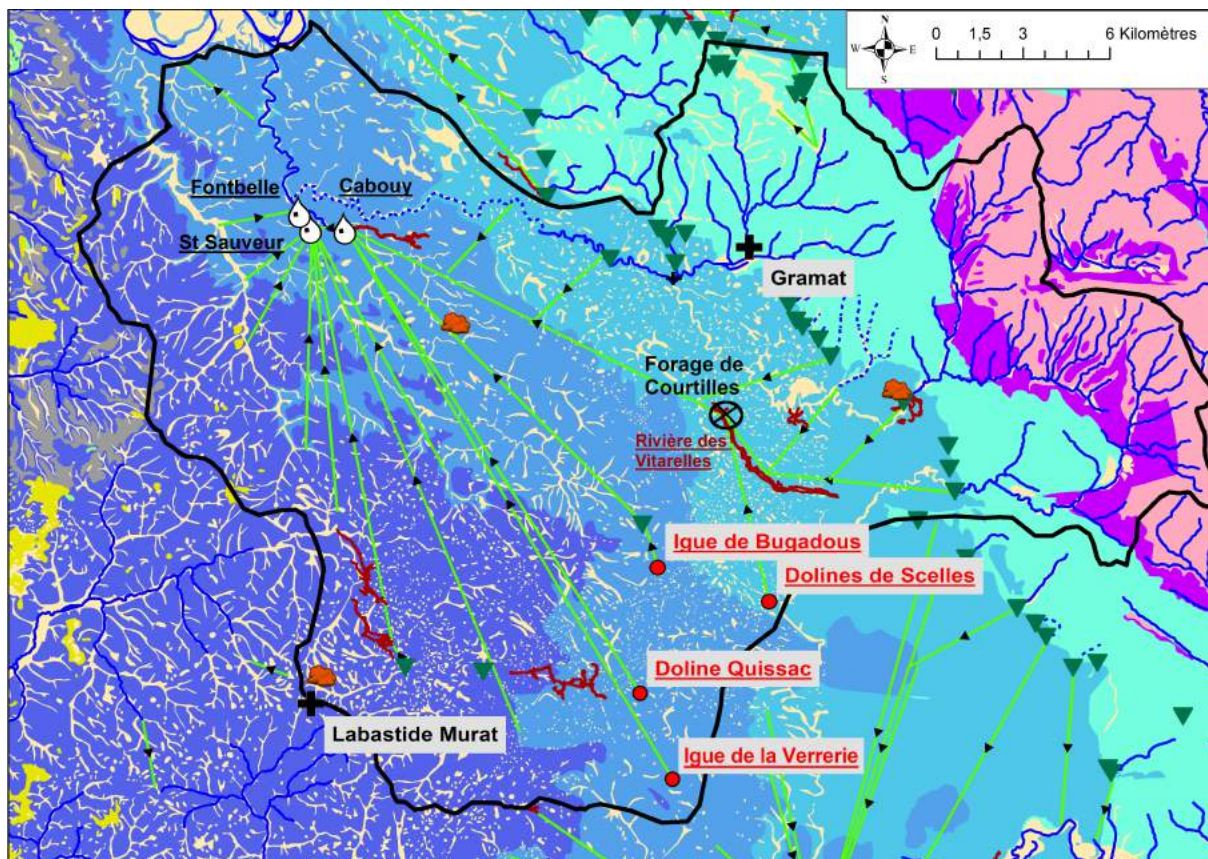 N
W E
S
0 1,5 3 6 Kilomètres
Fontbelle
Cabouy
St Sauveur
Gramat
Forage de
Courtilles
Rivière des
Vitarelles
Igue de Bugadous
Dolines de Scelles
Doline Quissac
Labastide Murat
Igue de la Verrerie